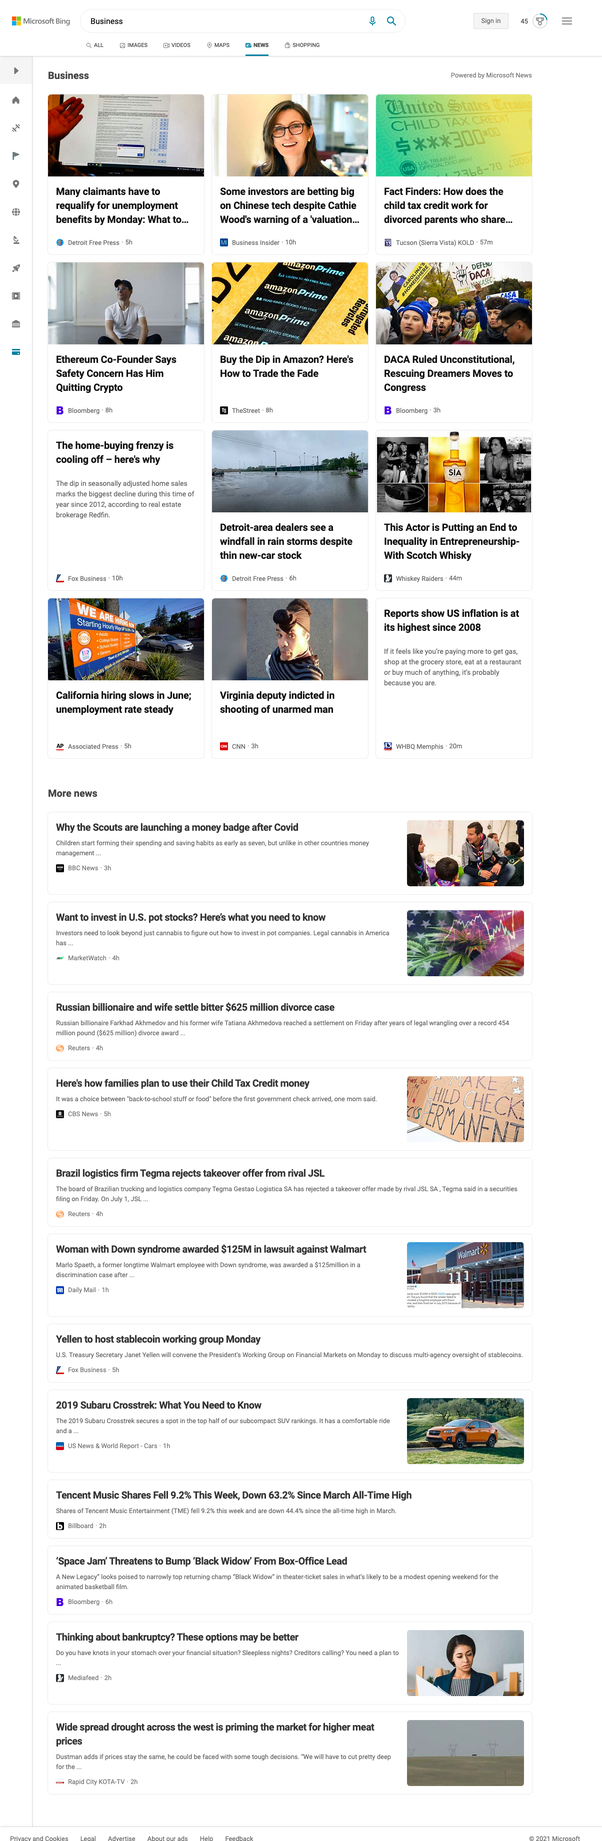 Microsoft Bing
Business
Sign in
45
ALL
IMAGES
VIDEOS
MAPS
NEWS
SHOPPING
Business
Powered by Microsoft News
United States
CHILD TAX CREDIT
$***300
Many claimants have to
requalify for unemployment
benefits by Monday: What to...
Detroit Free Press · 5h
Some investors are betting big
on Chinese tech despite Cathie
Wood's warning of a 'valuation...
Business Insider · 10h
Fact Finders: How does the
child tax credit work for
divorced parents who share...
Tucson (Sierra Vista) KOLD · 57m
amazonPrime
amazonPrime
DEFEND
DACA
CASA
Ethereum Co-Founder Says
Safety Concern Has Him
Quitting Crypto
Bloomberg · 8h
Buy the Dip in Amazon? Here's
How to Trade the Fade
TheStreet · 8h
DACA Ruled Unconstitutional,
Rescuing Dreamers Moves to
Congress
Bloomberg · 3h
The home-buying frenzy is
cooling off – here's why
The dip in seasonally adjusted home sales
marks the biggest decline during this time of
year since 2012, according to real estate
brokerage Redfin.
Fox Business · 10h
Detroit-area dealers see a
windfall in rain storms despite
thin new-car stock
Detroit Free Press · 6h
SIA
This Actor is Putting an End to
Inequality in Entrepreneurship-
With Scotch Whisky
Whiskey Raiders · 44m
WE ARE HIRING
Starting Hourly
California hiring slows in June;
unemployment rate steady
Associated Press · 5h
Virginia deputy indicted in
shooting of unarmed man
CNN · 3h
Reports show US inflation is at
its highest since 2008
If it feels like you're paying more to get gas,
shop at the grocery store, eat at a restaurant
or buy much of anything, it's probably
because you are.
WHBQ Memphis · 20m
More news
Why the Scouts are launching a money badge after Covid
Children start forming their spending and saving habits as early as seven, but unlike in other countries money
management ...
BBC News · 3h
Want to invest in U.S. pot stocks? Here's what you need to know
Investors need to look beyond just cannabis to figure out how to invest in pot companies. Legal cannabis in America
has ...
MarketWatch · 4h
Russian billionaire and wife settle bitter $625 million divorce case
Russian billionaire Farkhad Akhmedov and his former wife Tatiana Akhmedova reached a settlement on Friday after years of legal wrangling over a record 454
million pound ($625 million) divorce award ...
Reuters · 4h
Here's how families plan to use their Child Tax Credit money
It was a choice between "back-to-school stuff or food" before the first government check arrived, one mom said.
CBS News · 5h
MAKE
CHILD CHECKS
PERMANENT
Brazil logistics firm Tegma rejects takeover offer from rival JSL
The board of Brazilian trucking and logistics company Tegma Gestao Logistica SA has rejected a takeover offer made by rival JSL SA , Tegma said in a securities
filing on Friday. On July 1, JSL ...
Reuters · 4h
Woman with Down syndrome awarded $125M in lawsuit against Walmart
Marlo Spaeth, a former longtime Walmart employee with Down syndrome, was awarded a $125million in a
discrimination case after ...
Daily Mail · 1h
Walmart
Yellen to host stablecoin working group Monday
U.S. Treasury Secretary Janet Yellen will convene the President's Working Group on Financial Markets on Monday to discuss multi-agency oversight of stablecoins.
Fox Business · 5h
2019 Subaru Crosstrek: What You Need to Know
The 2019 Subaru Crosstrek secures a spot in the top half of our subcompact SUV rankings. It has a comfortable ride
and a ...
US News & World Report - Cars · 1h
Tencent Music Shares Fell 9.2% This Week, Down 63.2% Since March All-Time High
Shares of Tencent Music Entertainment (TME) fell 9.2% this week and are down 44.4% since the all-time high in March.
Billboard · 2h
'Space Jam' Threatens to Bump 'Black Widow' From Box-Office Lead
A New Legacy" looks poised to narrowly top returning champ "Black Widow" in theater-ticket sales in what's likely to be a modest opening weekend for the
animated basketball film.
Bloomberg · 6h
Thinking about bankruptcy? These options may be better
Do you have knots in your stomach over your financial situation? Sleepless nights? Creditors calling? You need a plan to
...
Mediafeed · 2h
Wide spread drought across the west is priming the market for higher meat
prices
Dustman adds if prices stay the same, he could be faced with some tough decisions. "We will have to cut pretty deep
for the ...
Rapid City KOTA-TV · 2h
Privacy and Cookies
Legal
Advertise
About our ads
Help
Feedback
© 2021 Microsoft